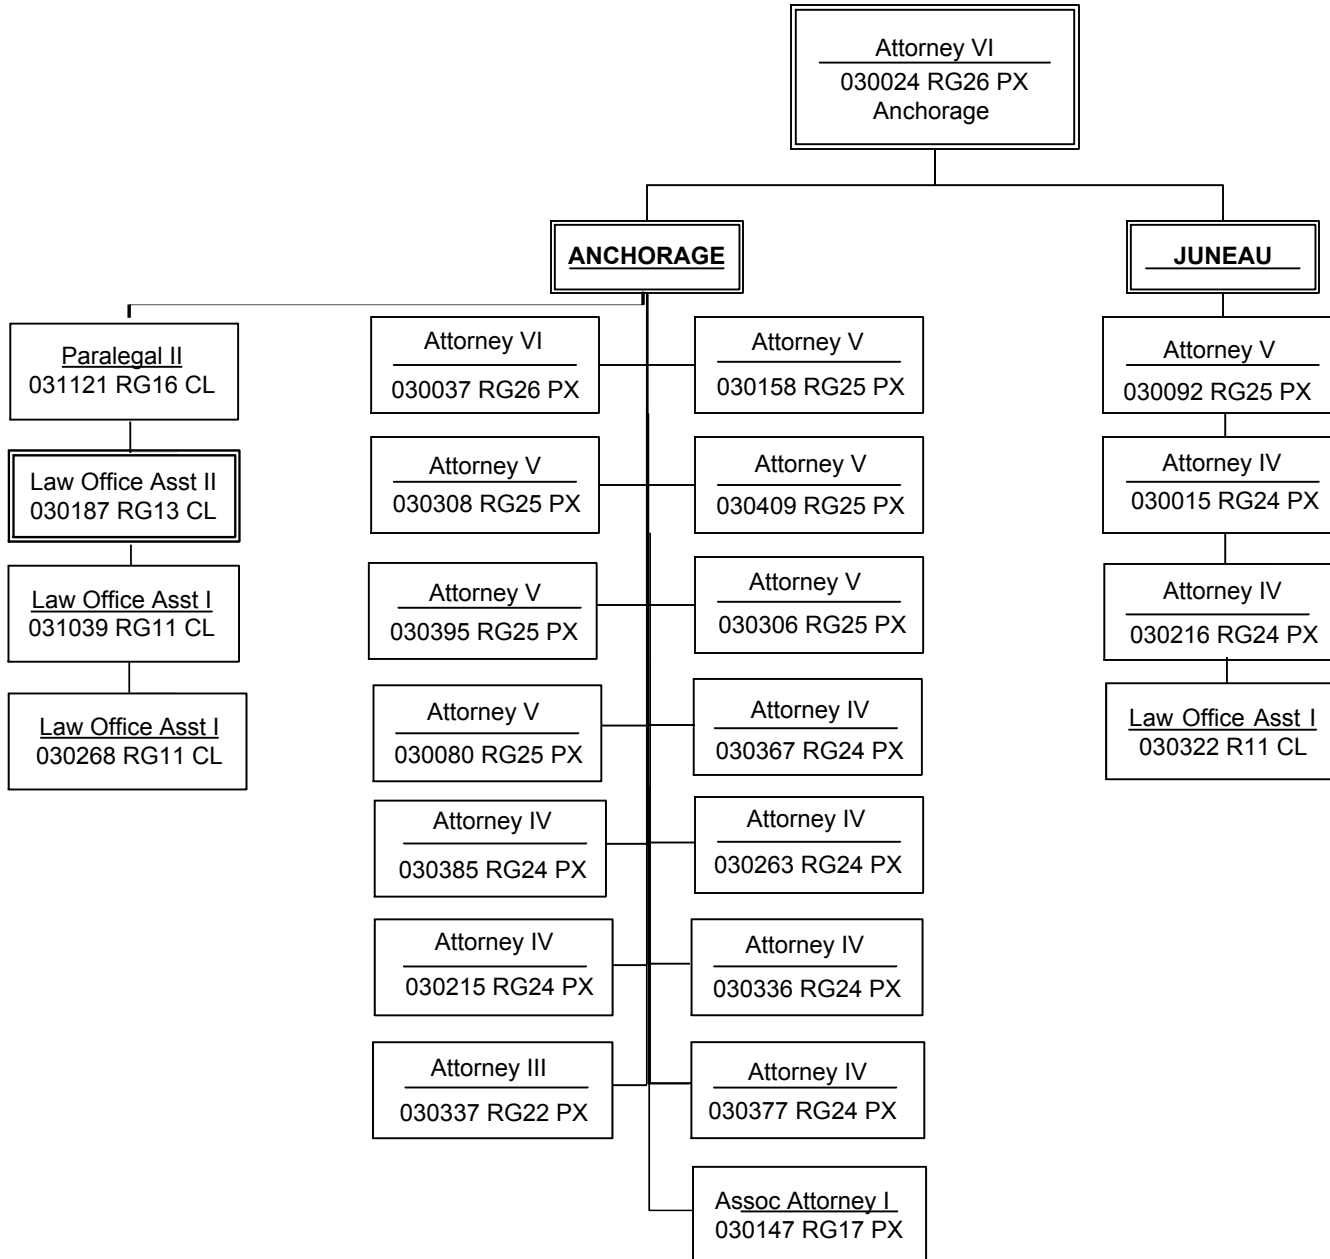 Attorney VI
030024 RG26 PX
Anchorage
ANCHORAGE
JUNEAU
Paralegal II
031121 RG16 CL
Law Office Asst II
030187 RG13 CL
Law Office Asst I
031039 RG11 CL
Law Office Asst I
030268 RG11 CL
Attorney VI
030037 RG26 PX
Attorney V
030158 RG25 PX
Attorney V
030308 RG25 PX
Attorney V
030409 RG25 PX
Attorney V
030395 RG25 PX
Attorney V
030306 RG25 PX
Attorney V
030080 RG25 PX
Attorney IV
030367 RG24 PX
Attorney IV
030385 RG24 PX
Attorney IV
030263 RG24 PX
Attorney IV
030215 RG24 PX
Attorney IV
030336 RG24 PX
Attorney III
030337 RG22 PX
Attorney IV
030377 RG24 PX
Assoc Attorney I
030147 RG17 PX
Attorney V
030092 RG25 PX
Attorney IV
030015 RG24 PX
Attorney IV
030216 RG24 PX
Law Office Asst I
030322 R11 CL